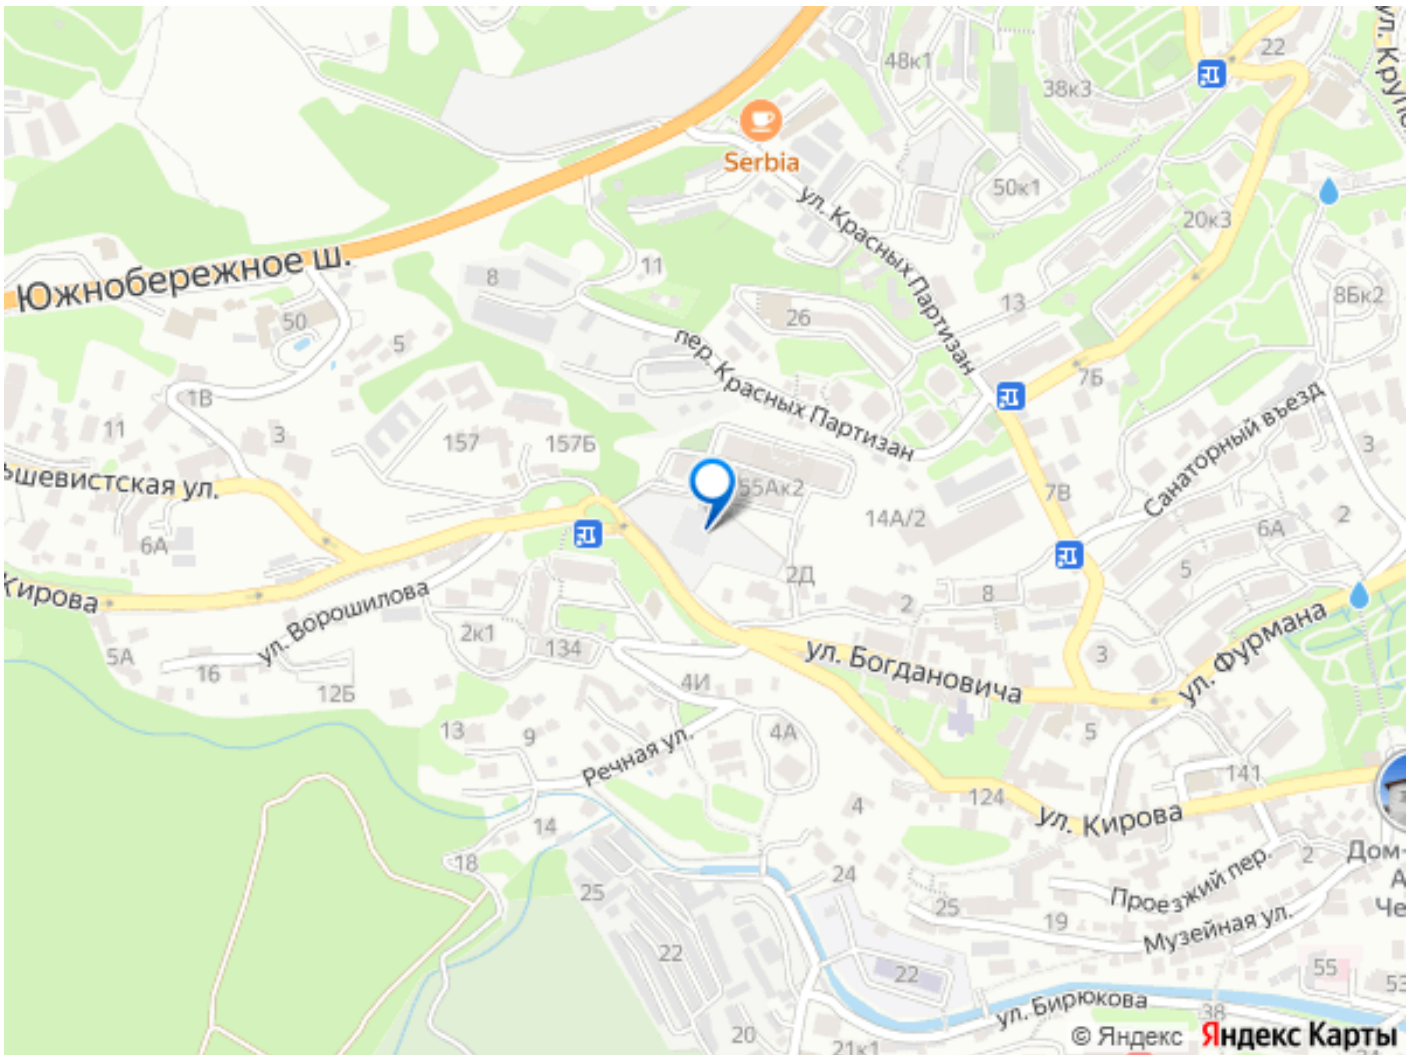 22
ул. Круп
48к1
38к3
Serbia
50к1
ул. Красных Партизан
20к3
Южнобережное ш.
8
11
8Бк2
26
13
50
5
пер. Красных Партизан
7Б
1В
11
3
157
157Б
Санаторный въезд
3
ьшевистская ул.
55Ак2
7В
14А/2
2
6А
6А
5
2Д
8
2
Кирова
ул. Ворошилова
2к1
134
5А
16
12Б
ул. Богдановича
3
ул. Фурмана
4И
13
9
Речная ул.
4А
5
141
124
4
ул. Кирова
14
18
24
25
2
Дом-
А
Че
Проезжий пер.
25
19
Музейная ул.
22
22
55
53
ул. Бирюкова
38
20
21к1
© Яндекс Яндекс Карты